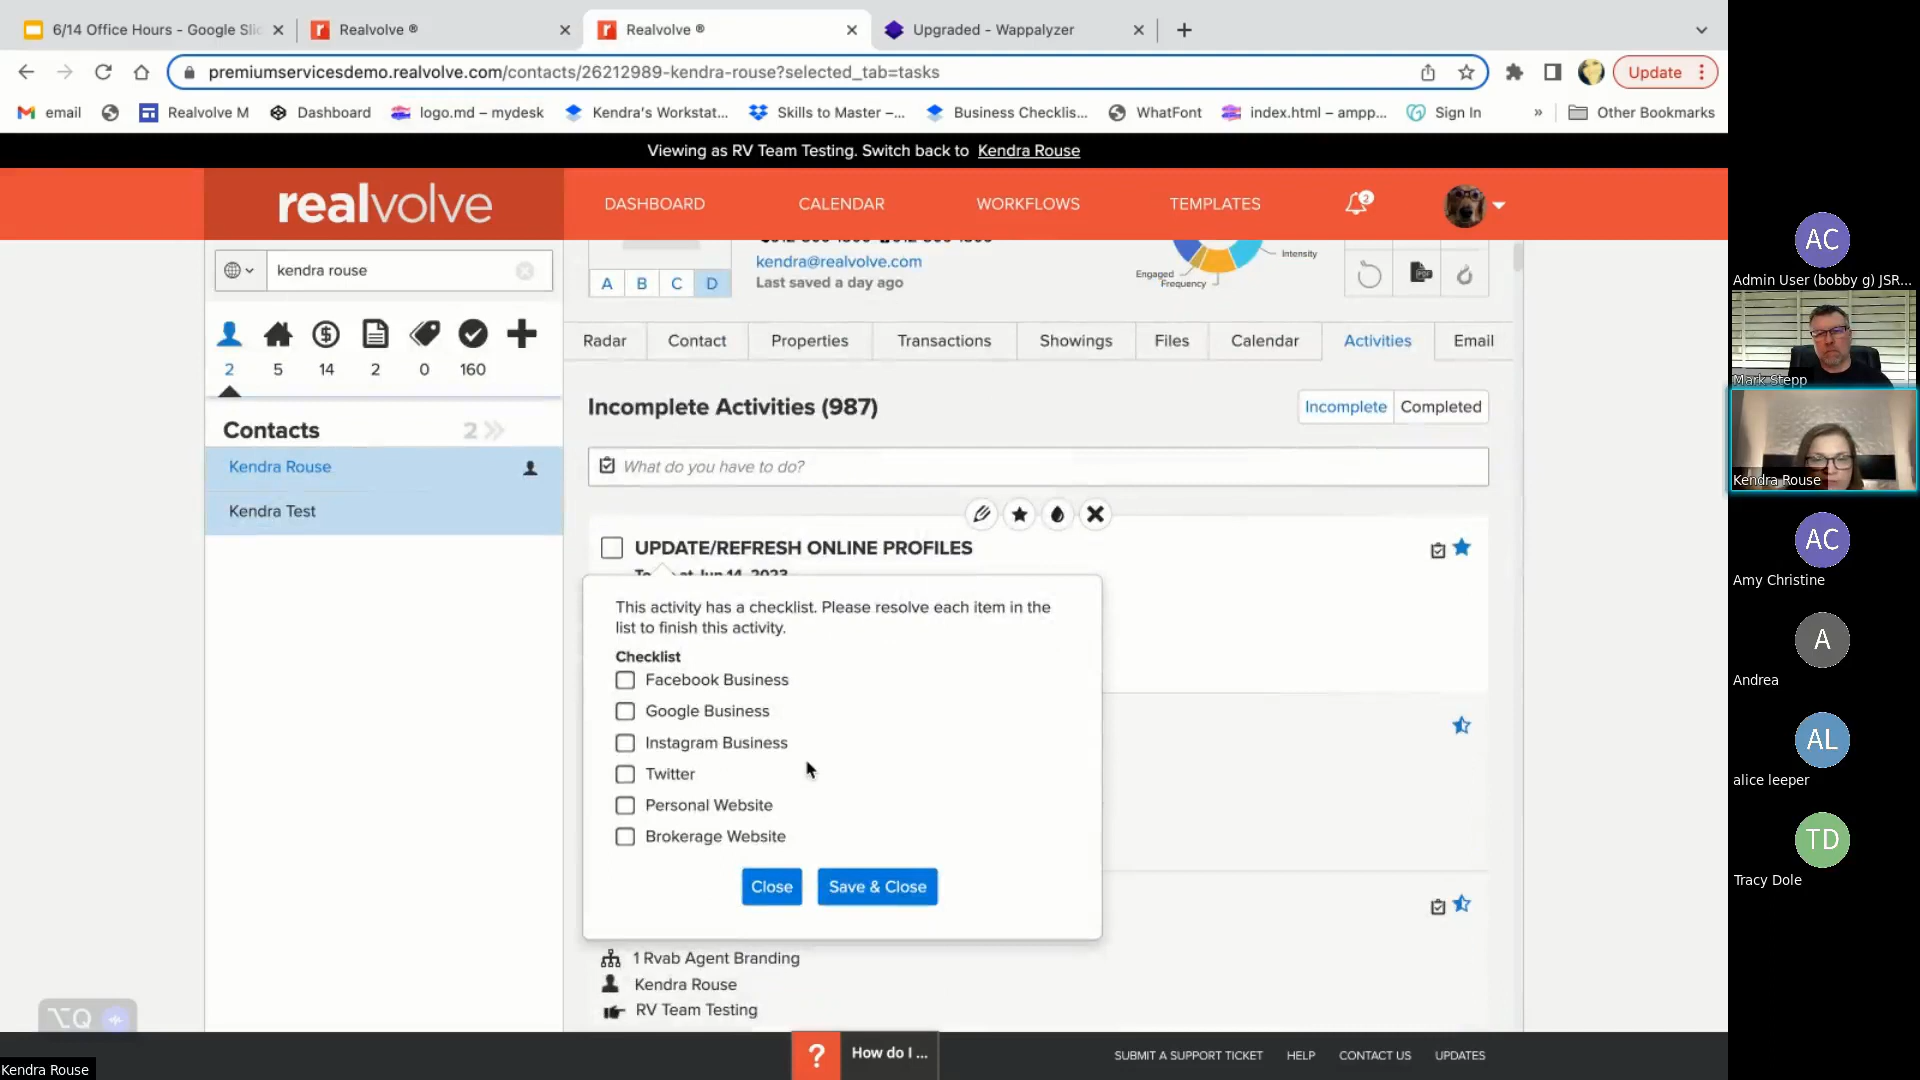 6/14 Office Hours - Google Slic
Realvolve ®
Realvolve ®
Upgraded - Wappalyzer
premiumservicesdemo.realvolve.com/contacts/26212989-kendra-rouse?selected_tab=tasks
Update
email
Realvolve M
Dashboard
logo.md – mydesk
Kendra's Workstat...
Skills to Master –...
Business Checklis...
WhatFont
index.html – ampp...
Sign In
»
Other Bookmarks
Viewing as RV Team Testing. Switch back to Kendra Rouse
realvolve
DASHBOARD
CALENDAR
WORKFLOWS
TEMPLATES
2
kendra rouse
2
5
14
2
0
160
Contacts
2
Kendra Rouse
Kendra Test
A
B
C
D
kendra@realvolve.com
Last saved a day ago
Engaged
Frequency
Intensity
PDF
Radar
Contact
Properties
Transactions
Showings
Files
Calendar
Activities
Email
Incomplete Activities (987)
Incomplete
Completed
What do you have to do?
UPDATE/REFRESH ONLINE PROFILES
This activity has a checklist. Please resolve each item in the
list to finish this activity.
Checklist
Facebook Business
Google Business
Instagram Business
Twitter
Personal Website
Brokerage Website
Close
Save & Close
1 Rvab Agent Branding
Kendra Rouse
RV Team Testing
⌥Q
?
How do I ...
SUBMIT A SUPPORT TICKET
HELP
CONTACT US
UPDATES
Kendra Rouse
AC
Admin User (bobby g) JSR...
Mark Stepp
Kendra Rouse
AC
Amy Christine
A
Andrea
AL
alice leeper
TD
Tracy Dole